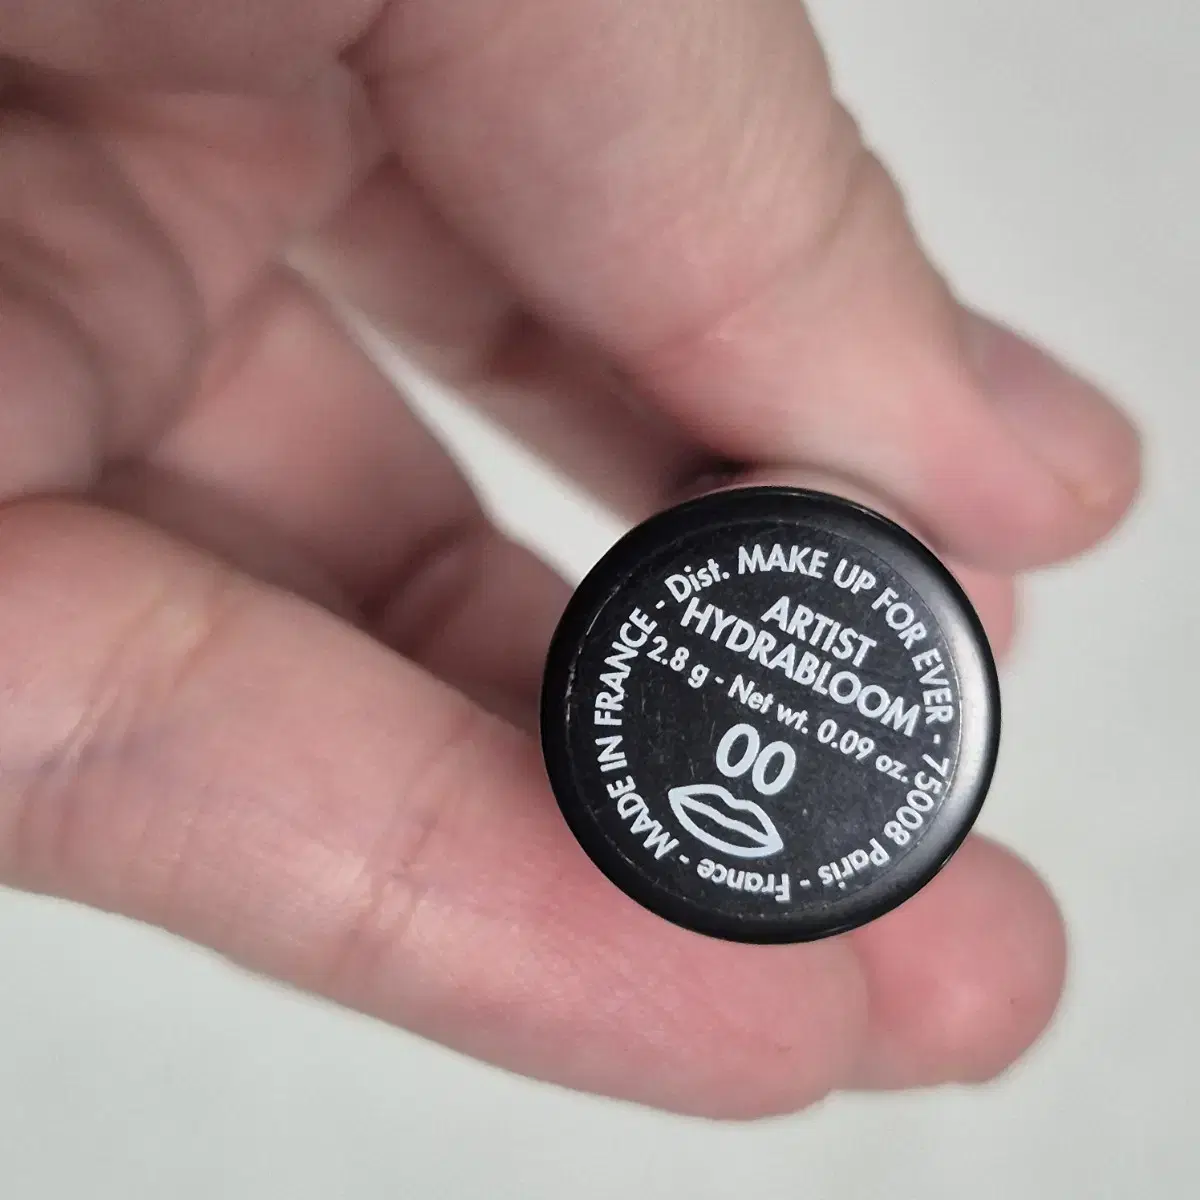 Dist. MAKE UP FOR EVER - 75008 Paris - France - MADE IN FRANCE -
ARTIST
HYDRABLOOM
2.8 g - Net wt. 0.09 oz.
00